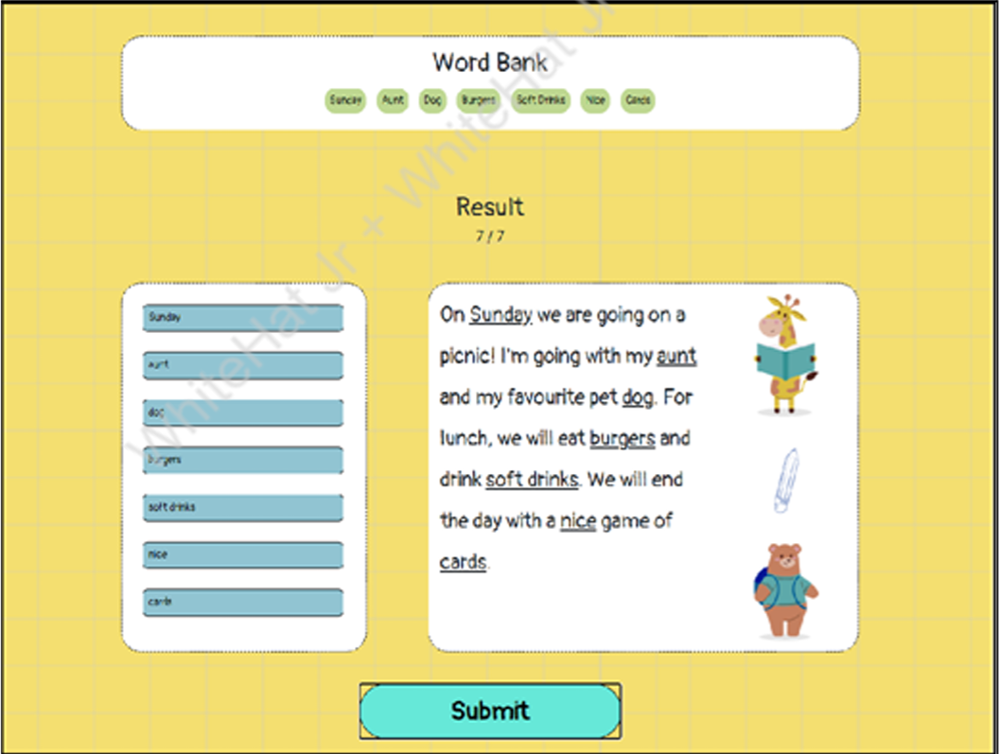 Word Bank
Sunday Aunt Dog Burgers Soft Drinks Nice Cards
Result
7 / 7
Sunday
aunt
dog
burgers
soft drinks
nice
cards
On Sunday we are going on a
picnic! I'm going with my aunt
and my favourite pet dog. For
lunch, we will eat burgers and
drink soft drinks. We will end
the day with a nice game of
cards.
Submit
WhiteHat Jr + WhiteHat Jr